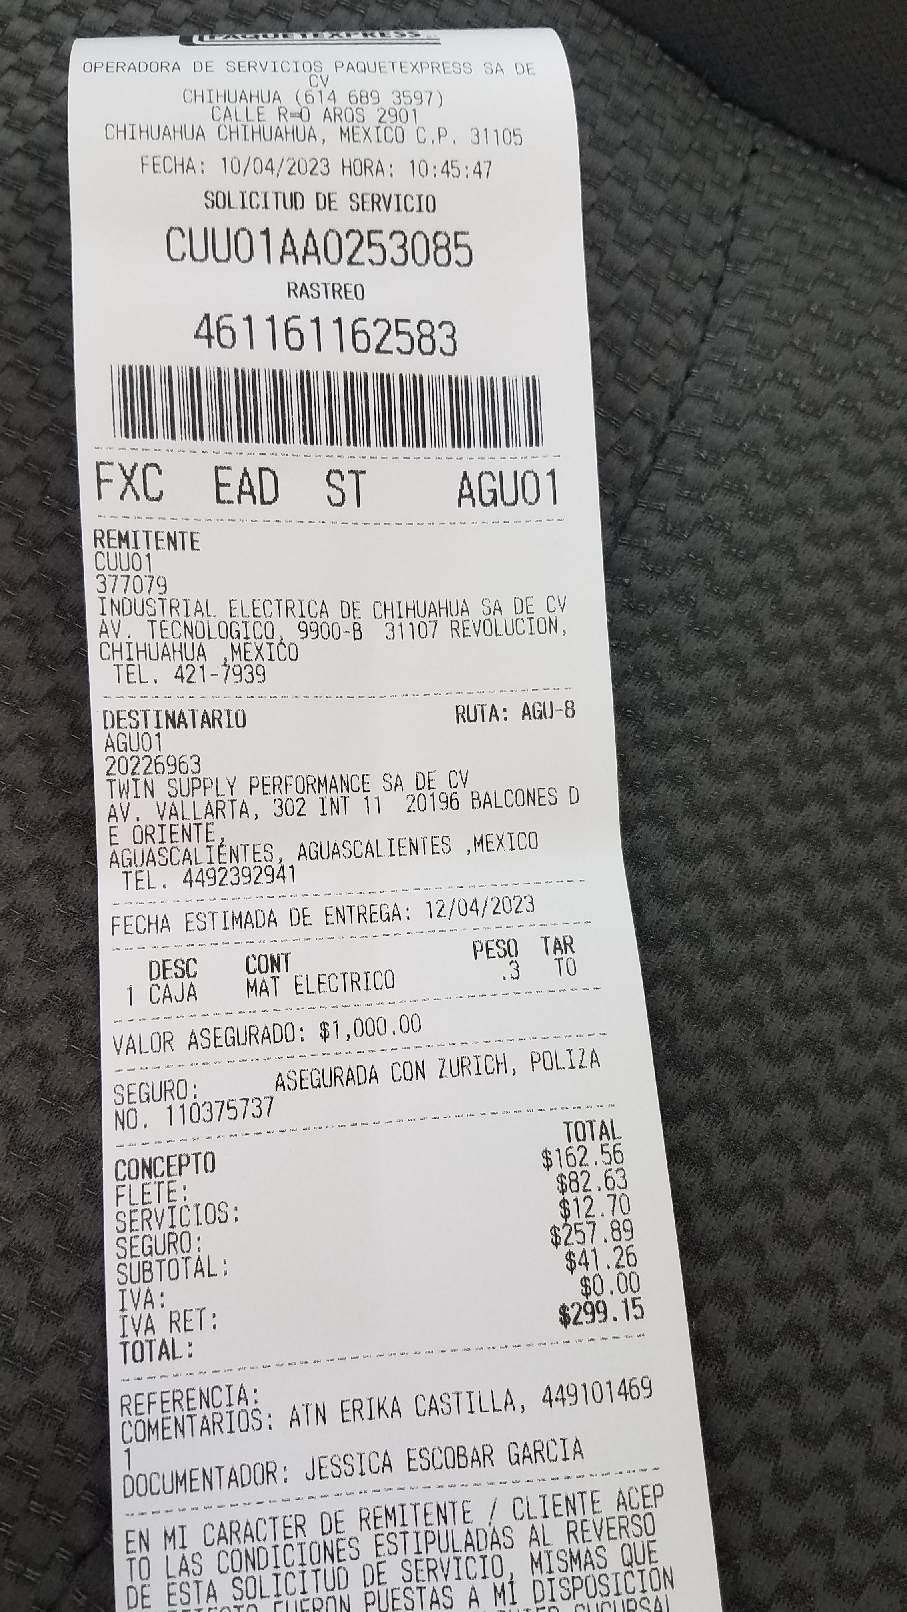 PAQUETEXPRESS
OPERADORA DE SERVICIOS PAQUETEXPRESS SA DE
CV
CHIHUAHUA (614 689 3597)
CALLE R=O AROS 2901
CHIHUAHUA CHIHUAHUA, MEXICO C.P. 31105
FECHA: 10/04/2023 HORA: 10:45:47
SOLICITUD DE SERVICIO
CUU01AA0253085
RASTREO
461161162583
FXC EAD ST AGU01
REMITENTE
CUU01
377079
INDUSTRIAL ELECTRICA DE CHIHUAHUA SA DE CV
AV. TECNOLOGICO, 9900-B 31107 REVOLUCION,
CHIHUAHUA ,MEXICO
TEL. 421-7939
DESTINATARIO RUTA: AGU-8
AGU01
20226963
TWIN SUPPLY PERFORMANCE SA DE CV
AV. VALLARTA, 302 INT 11 20196 BALCONES D
E ORIENTE,
AGUASCALIENTES, AGUASCALIENTES ,MEXICO
TEL. 4492392941
FECHA ESTIMADA DE ENTREGA: 12/04/2023
DESC CONT PESO TAR
1 CAJA MAT ELECTRICO .3 T0
VALOR ASEGURADO: $1,000.00
SEGURO: ASEGURADA CON ZURICH, POLIZA
NO. 110375737
CONCEPTO TOTAL
FLETE: $162.56
SERVICIOS: $82.63
SEGURO: $12.70
SUBTOTAL: $257.89
IVA: $41.26
IVA RET: $0.00
TOTAL: $299.15
REFERENCIA:
COMENTARIOS: ATN ERIKA CASTILLA, 449101469
1
DOCUMENTADOR: JESSICA ESCOBAR GARCIA
EN MI CARACTER DE REMITENTE / CLIENTE ACEP
TO LAS CONDICIONES ESTIPULADAS AL REVERSO
DE ESTA SOLICITUD DE SERVICIO, MISMAS QUE
FUERON PUESTAS A MI DISPOSICION
SUCURSAL